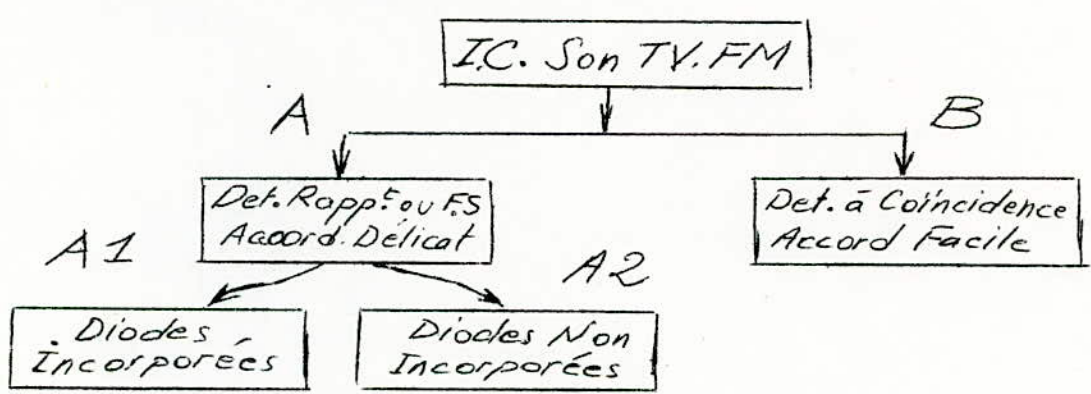 I.C. Son TV. FM
A
B
Det. Rappt. ou F.S
Accord. Délicat
Det. à Coïncidence
Accord Facile
A1
A2
Diodes
Incorporées
Diodes Non
Incorporées